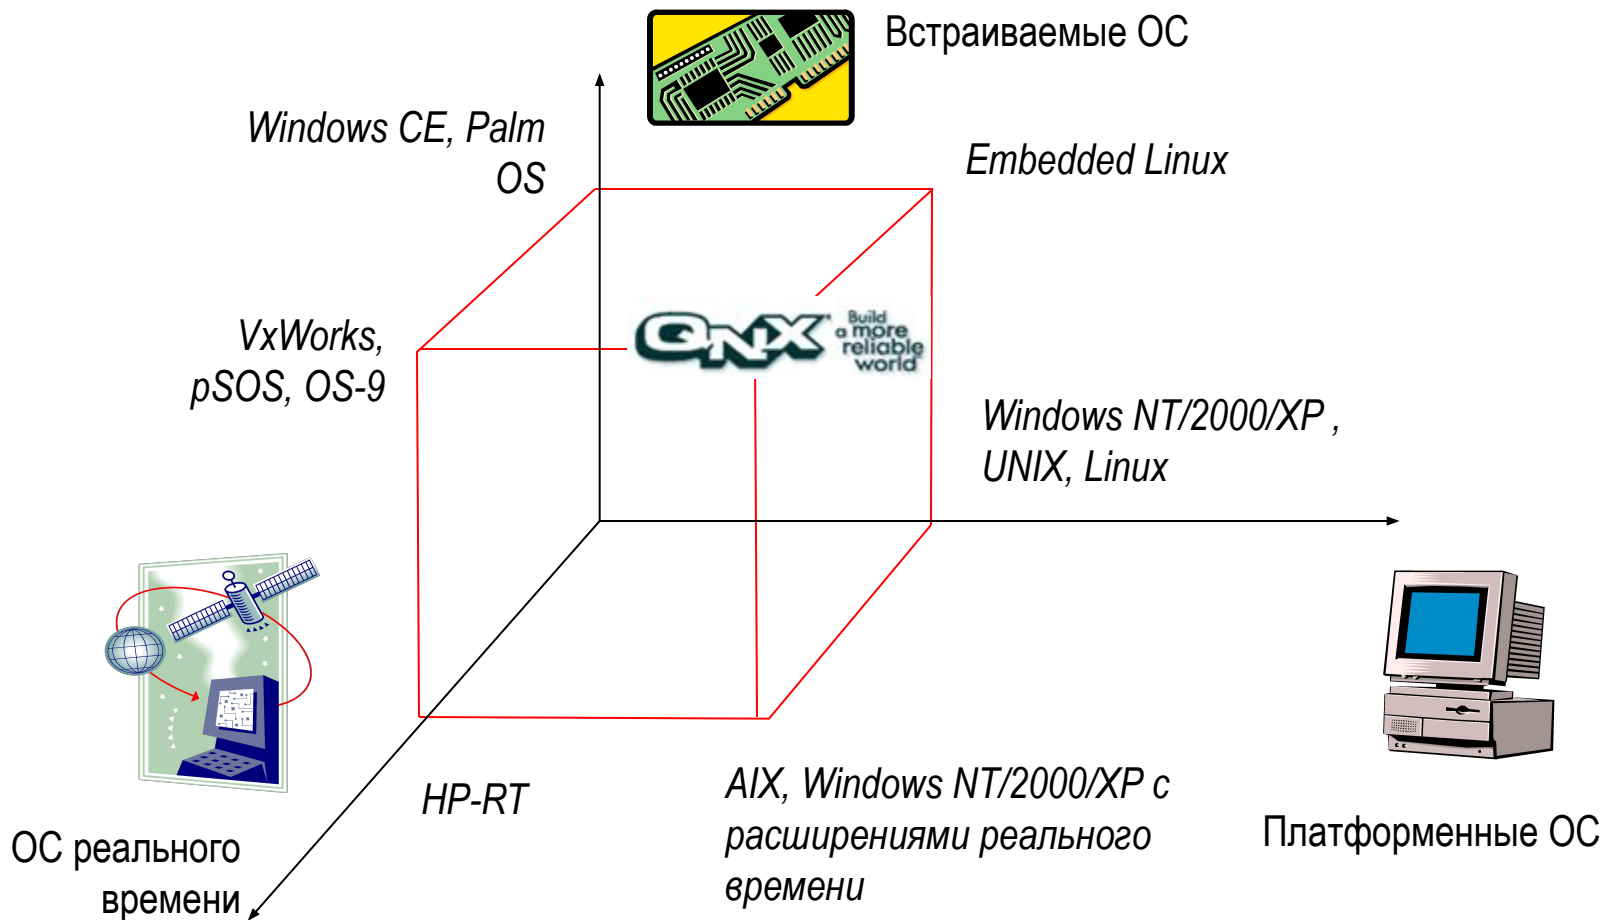 Встраиваемые ОС
Windows CE, Palm
OS
Embedded Linux
VxWorks,
pSOS, OS-9
QNX
Build
a more
reliable
world
Windows NT/2000/XP ,
UNIX, Linux
HP-RT
AIX, Windows NT/2000/XP с
расширениями реального
времени
ОС реального
времени
Платформенные ОС